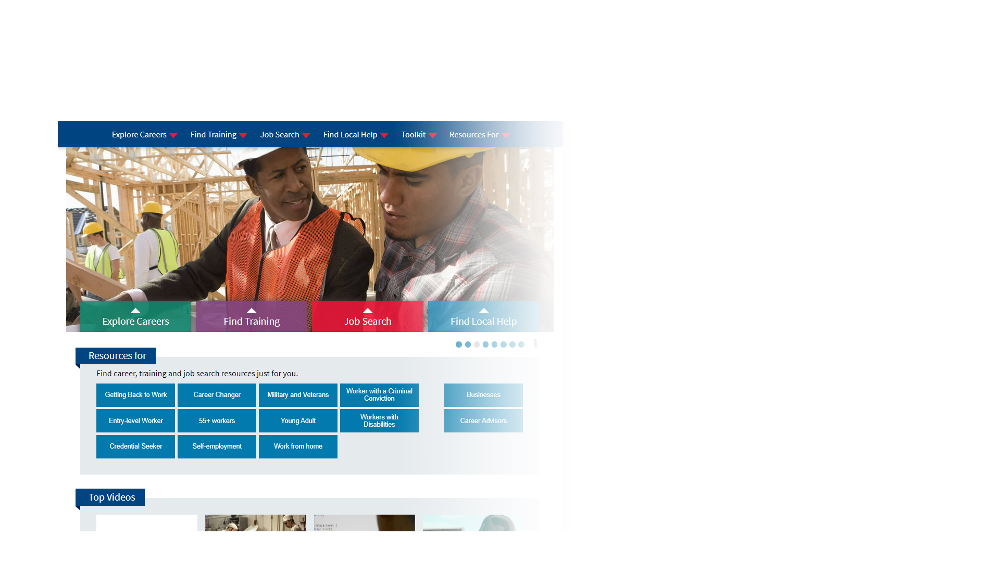 Explore Careers Find Training Job Search Find Local Help Toolkit Resources For
Explore Careers
Find Training
Job Search
Find Local Help
Resources for
Find career, training and job search resources just for you.
Getting Back to Work
Career Changer
Military and Veterans
Worker with a Criminal
Conviction
Businesses
Entry-level Worker
55+ workers
Young Adult
Workers with
Disabilities
Career Advisors
Credential Seeker
Self-employment
Work from home
Top Videos
-block-level {